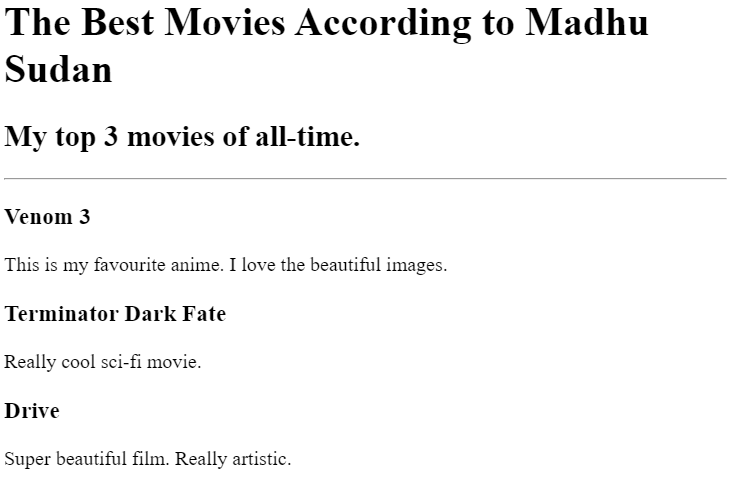 The Best Movies According to Madhu
Sudan
My top 3 movies of all-time.
Venom 3
This is my favourite anime. I love the beautiful images.
Terminator Dark Fate
Really cool sci-fi movie.
Drive
Super beautiful film. Really artistic.